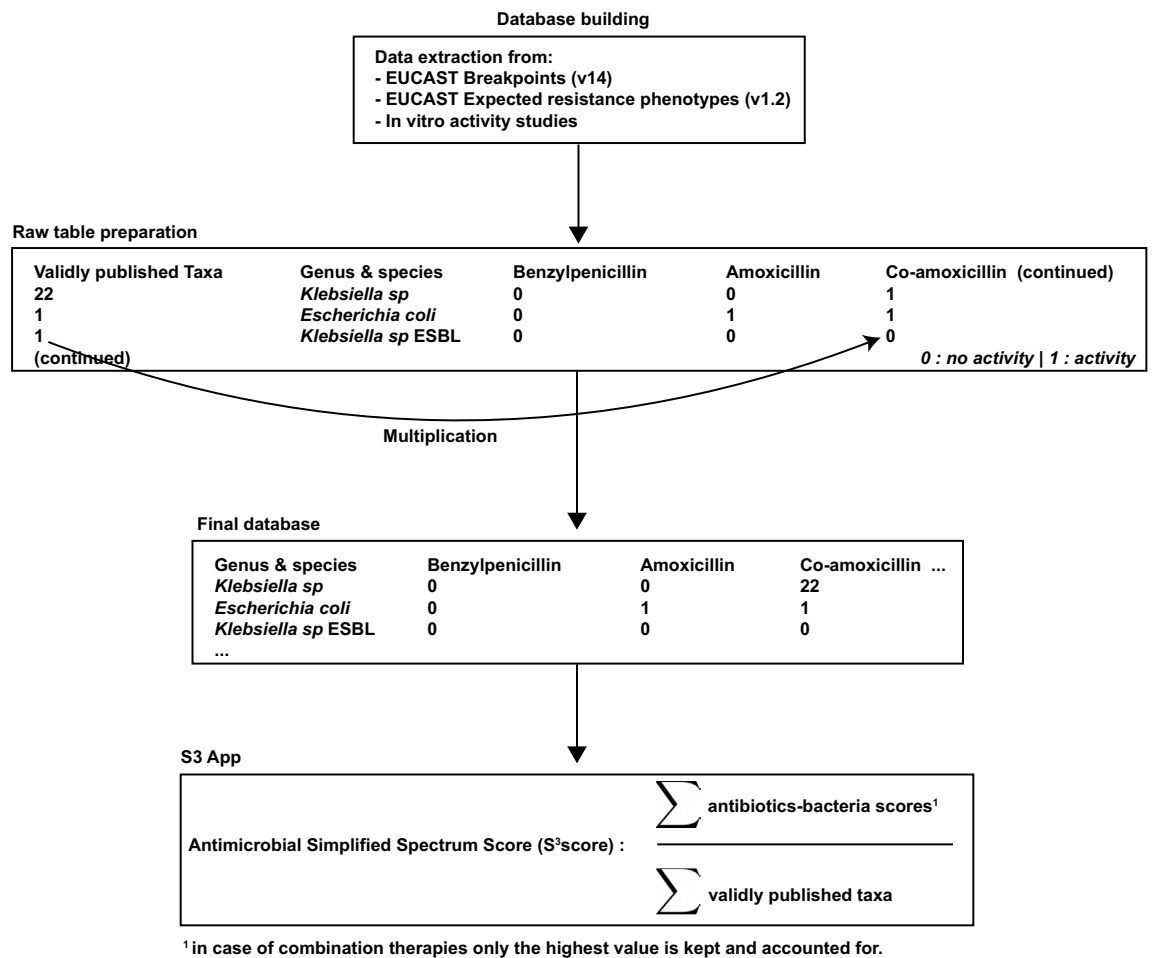 Database building
Data extraction from:
- EUCAST Breakpoints (v14)
- EUCAST Expected resistance phenotypes (v1.2)
- In vitro activity studies
Raw table preparation
Validly published Taxa Genus & species Benzylpenicillin Amoxicillin Co-amoxicillin (continued)
22 Klebsiella sp 0 0 1
1 Escherichia coli 0 1 1
1 Klebsiella sp ESBL 0 0 0
(continued) 0 : no activity | 1 : activity
Multiplication
Final database
Genus & species Benzylpenicillin Amoxicillin Co-amoxicillin ...
Klebsiella sp 0 0 22
Escherichia coli 0 1 1
Klebsiella sp ESBL 0 0 0
...
S3 App
∑ antibiotics-bacteria scores¹
Antimicrobial Simplified Spectrum Score (S³score) :
∑ validly published taxa
¹ in case of combination therapies only the highest value is kept and accounted for.